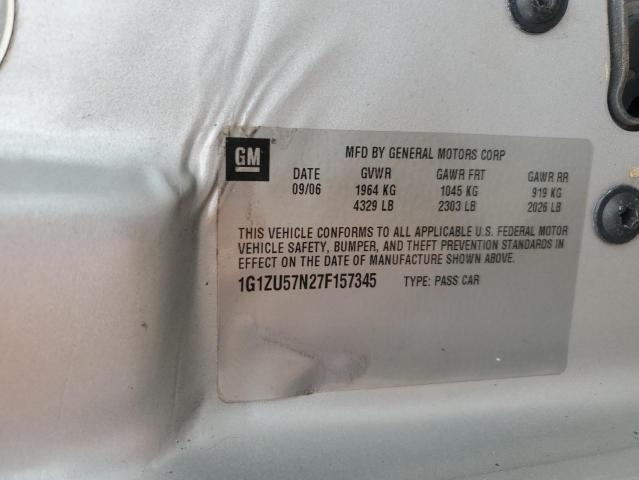 GM
MFD BY GENERAL MOTORS CORP
DATE GVWR GAWR FRT GAWR RR
09/06 1964 KG 1045 KG 919 KG
4329 LB 2303 LB 2026 LB
THIS VEHICLE CONFORMS TO ALL APPLICABLE U.S. FEDERAL MOTOR
VEHICLE SAFETY, BUMPER, AND THEFT PREVENTION STANDARDS IN
EFFECT ON THE DATE OF MANUFACTURE SHOWN ABOVE.
1G1ZU57N27F157345 TYPE: PASS CAR